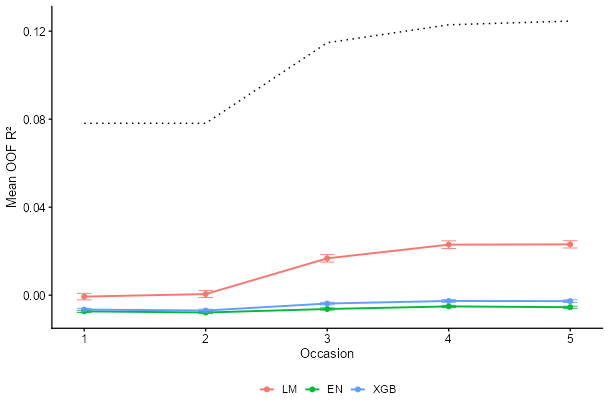 0.12
0.08
0.04
0.00
Mean OOF R²
1 2 3 4 5
Occasion
LM EN XGB